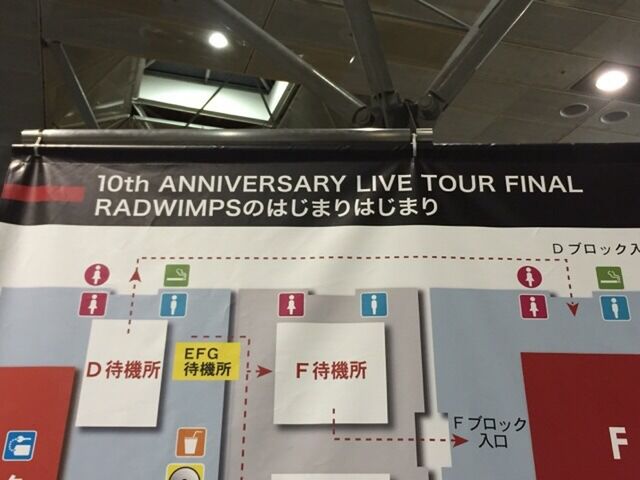 10th ANNIVERSARY LIVE TOUR FINAL
RADWIMPSのはじまりはじまり
Dブロック入
D待機所
EFG
待機所
F待機所
Fブロック
入口
F